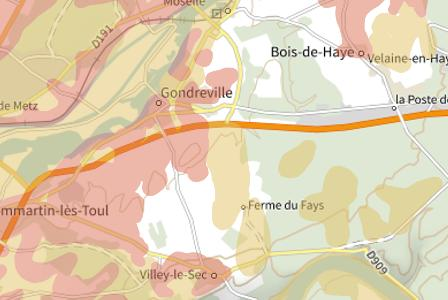 Moselle
D191
Bois-de-Haye
Velaine-en-Hay
de Metz
Gondreville
la Poste de
mmartin-lès-Toul
Ferme du Fays
D909
Villey-le-Sec